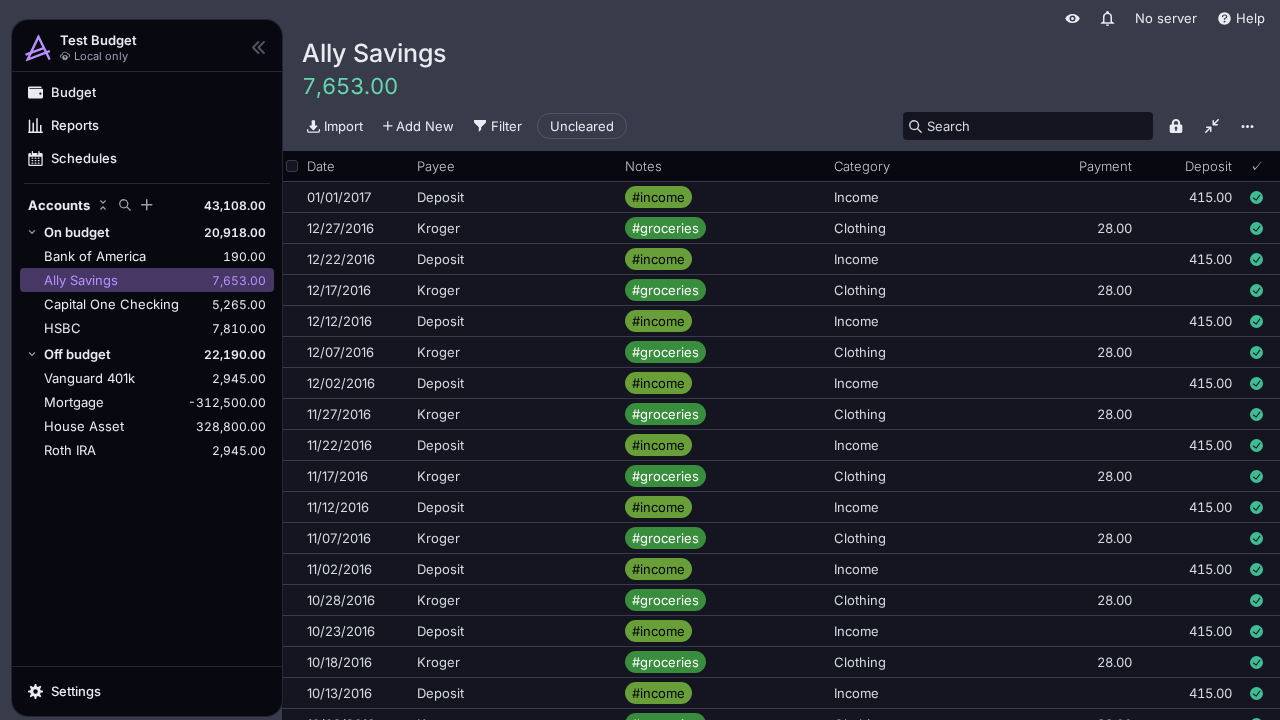 Test Budget
Local only
Budget
Reports
Schedules
Accounts 43,108.00
On budget 20,918.00
Bank of America 190.00
Ally Savings 7,653.00
Capital One Checking 5,265.00
HSBC 7,810.00
Off budget 22,190.00
Vanguard 401k 2,945.00
Mortgage -312,500.00
House Asset 328,800.00
Roth IRA 2,945.00
Settings
No server Help
Ally Savings
7,653.00
Import Add New Filter Uncleared Search
Date Payee Notes Category Payment Deposit ✓
01/01/2017 Deposit #income Income 415.00
12/27/2016 Kroger #groceries Clothing 28.00
12/22/2016 Deposit #income Income 415.00
12/17/2016 Kroger #groceries Clothing 28.00
12/12/2016 Deposit #income Income 415.00
12/07/2016 Kroger #groceries Clothing 28.00
12/02/2016 Deposit #income Income 415.00
11/27/2016 Kroger #groceries Clothing 28.00
11/22/2016 Deposit #income Income 415.00
11/17/2016 Kroger #groceries Clothing 28.00
11/12/2016 Deposit #income Income 415.00
11/07/2016 Kroger #groceries Clothing 28.00
11/02/2016 Deposit #income Income 415.00
10/28/2016 Kroger #groceries Clothing 28.00
10/23/2016 Deposit #income Income 415.00
10/18/2016 Kroger #groceries Clothing 28.00
10/13/2016 Deposit #income Income 415.00